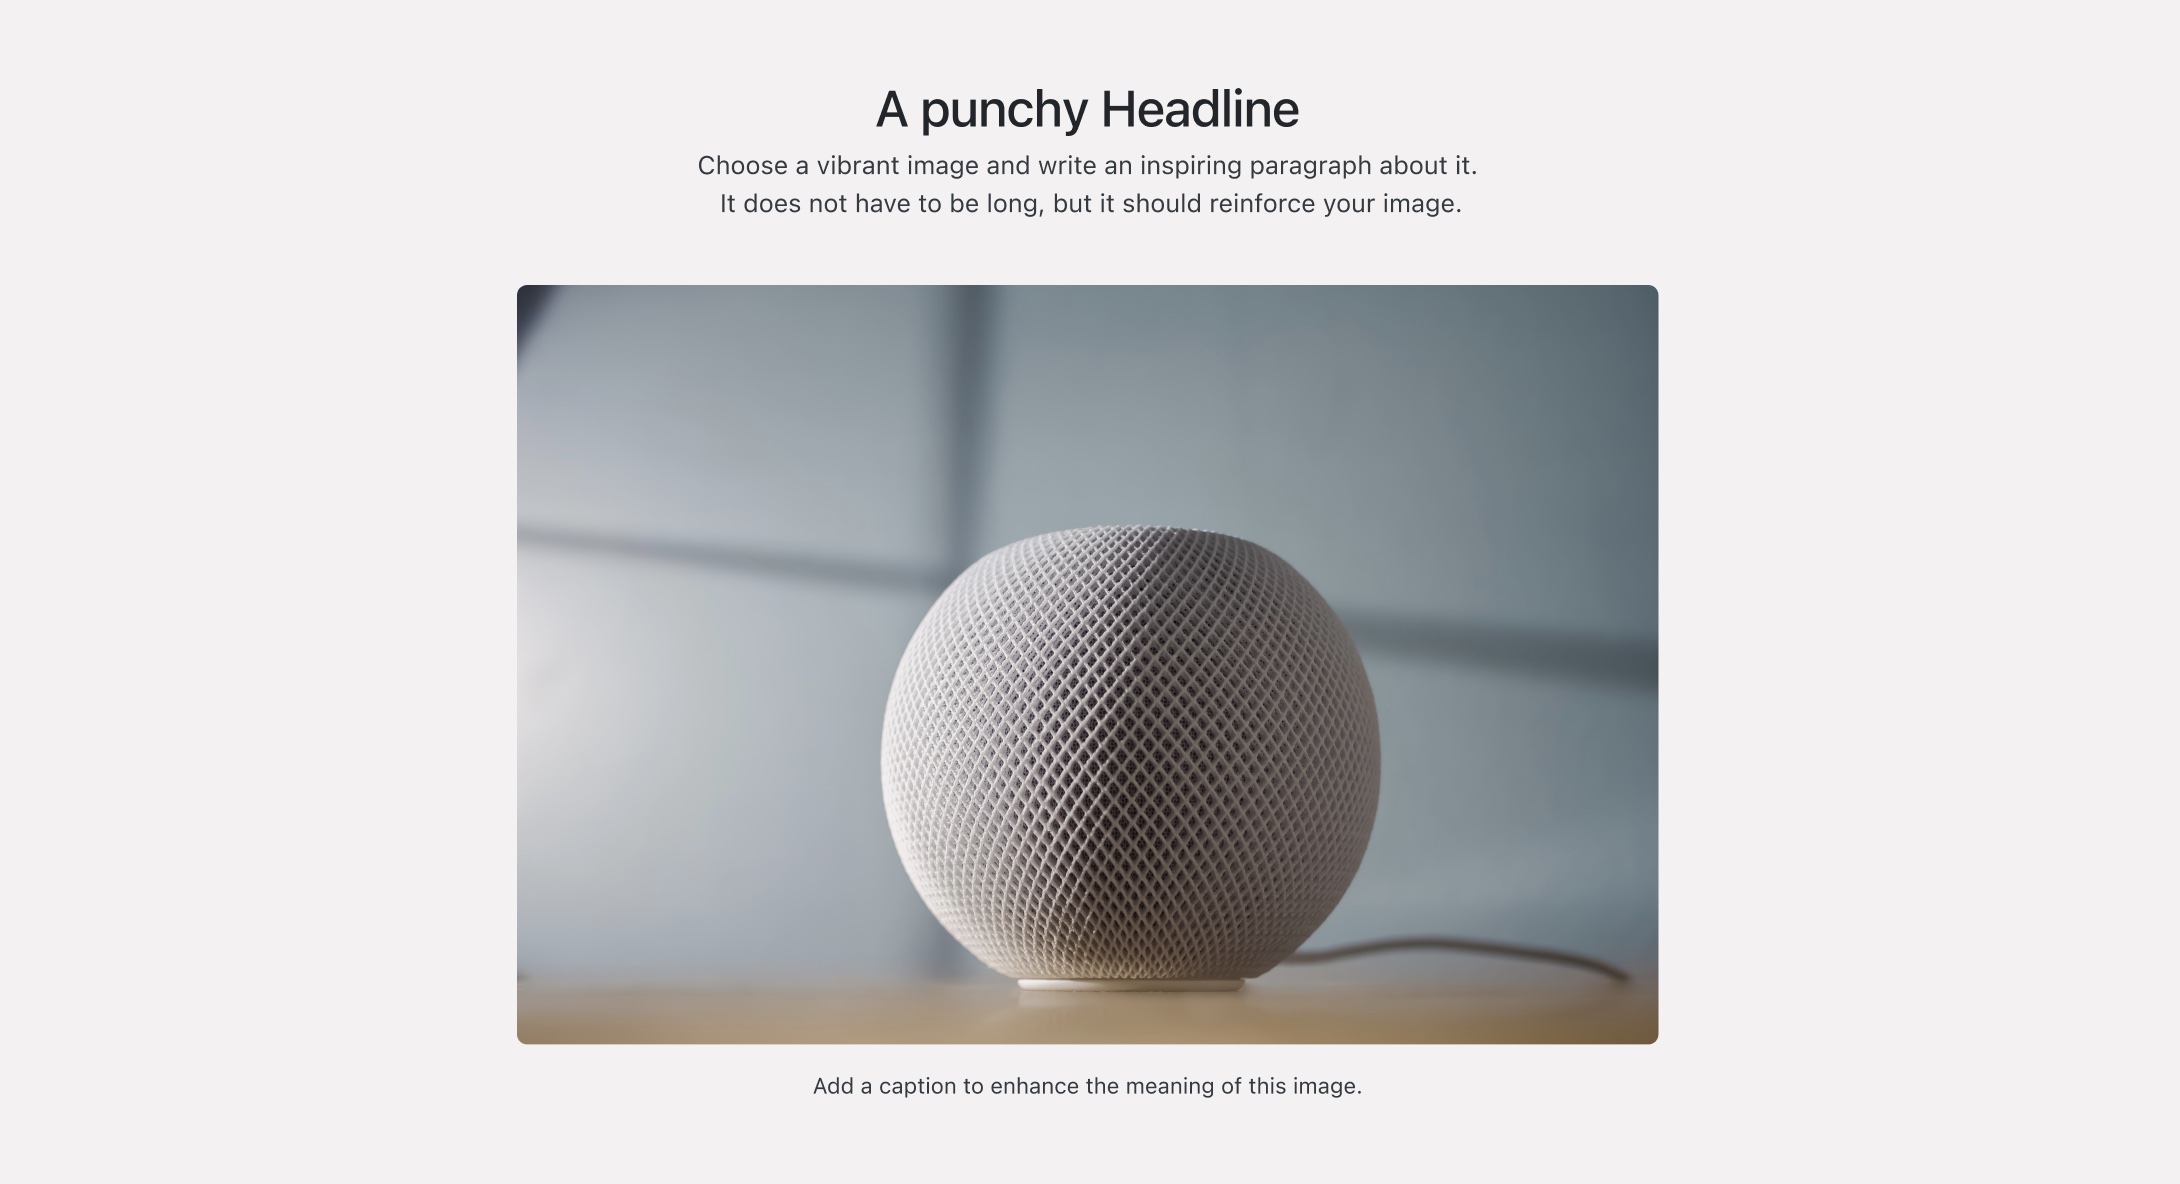 A punchy Headline
Choose a vibrant image and write an inspiring paragraph about it.
It does not have to be long, but it should reinforce your image.
Add a caption to enhance the meaning of this image.